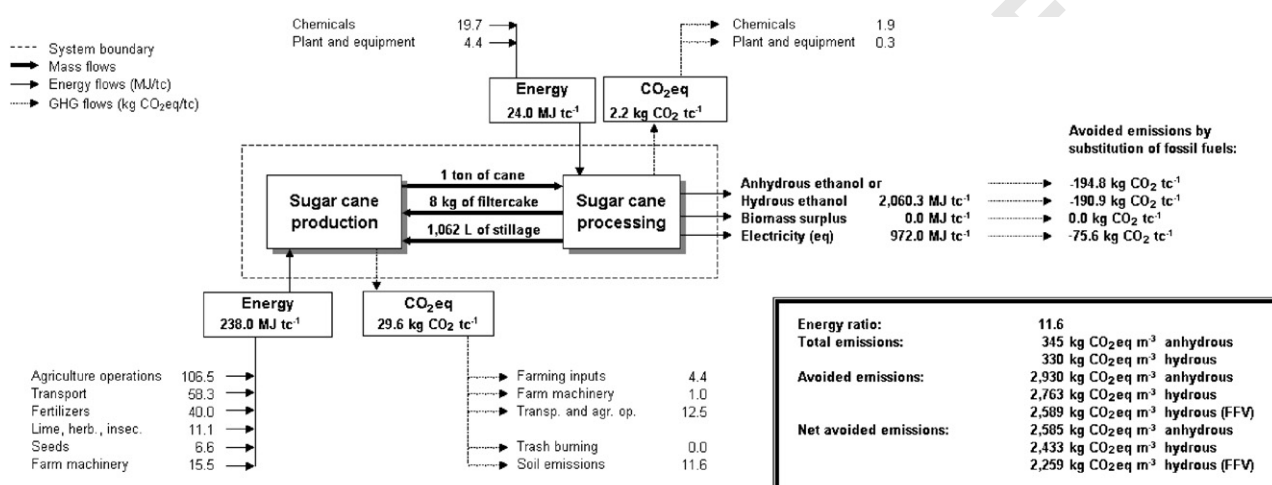 Chemicals 19.7
Plant and equipment 4.4
Chemicals 1.9
Plant and equipment 0.3
System boundary
Mass flows
Energy flows (MJ/tc)
GHG flows (kg CO₂eq/tc)
Energy
24.0 MJ tc⁻¹
CO₂eq
2.2 kg CO₂ tc⁻¹
Avoided emissions by
substitution of fossil fuels:
Sugar cane
production
1 ton of cane
8 kg of filtercake
1,062 L of stillage
Sugar cane
processing
Anhydrous ethanol or -194.8 kg CO₂ tc⁻¹
Hydrous ethanol 2,060.3 MJ tc⁻¹ -190.9 kg CO₂ tc⁻¹
Biomass surplus 0.0 MJ tc⁻¹ 0.0 kg CO₂ tc⁻¹
Electricity (eq) 972.0 MJ tc⁻¹ -75.6 kg CO₂ tc⁻¹
Energy
238.0 MJ tc⁻¹
CO₂eq
29.6 kg CO₂ tc⁻¹
Agriculture operations 106.5
Transport 58.3
Fertilizers 40.0
Lime, herb., insec. 11.1
Seeds 6.6
Farm machinery 15.5
Farming inputs 4.4
Farm machinery 1.0
Transp. and agr. op. 12.5
Trash burning 0.0
Soil emissions 11.6
Energy ratio: 11.6
Total emissions: 345 kg CO₂eq m⁻³ anhydrous
330 kg CO₂eq m⁻³ hydrous
Avoided emissions: 2,930 kg CO₂eq m⁻³ anhydrous
2,763 kg CO₂eq m⁻³ hydrous
2,589 kg CO₂eq m⁻³ hydrous (FFV)
Net avoided emissions: 2,585 kg CO₂eq m⁻³ anhydrous
2,433 kg CO₂eq m⁻³ hydrous
2,259 kg CO₂eq m⁻³ hydrous (FFV)